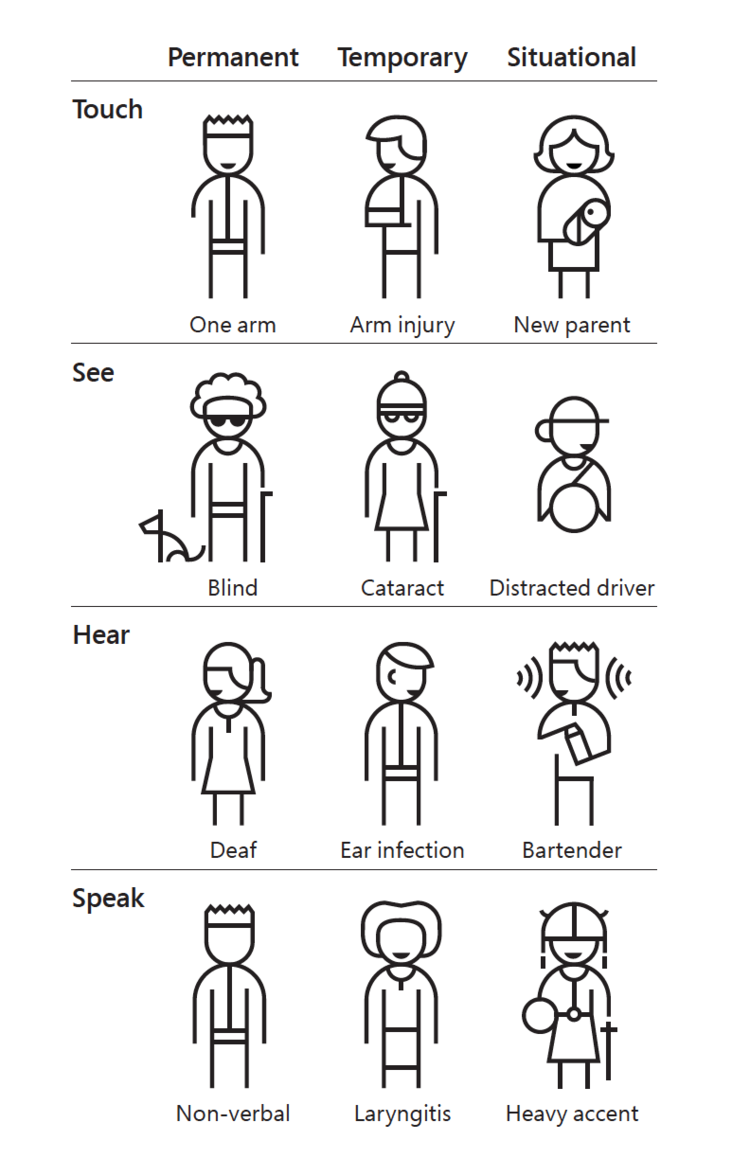 Permanent Temporary Situational
Touch
One arm Arm injury New parent
See
Blind Cataract Distracted driver
Hear
Deaf Ear infection Bartender
Speak
Non-verbal Laryngitis Heavy accent